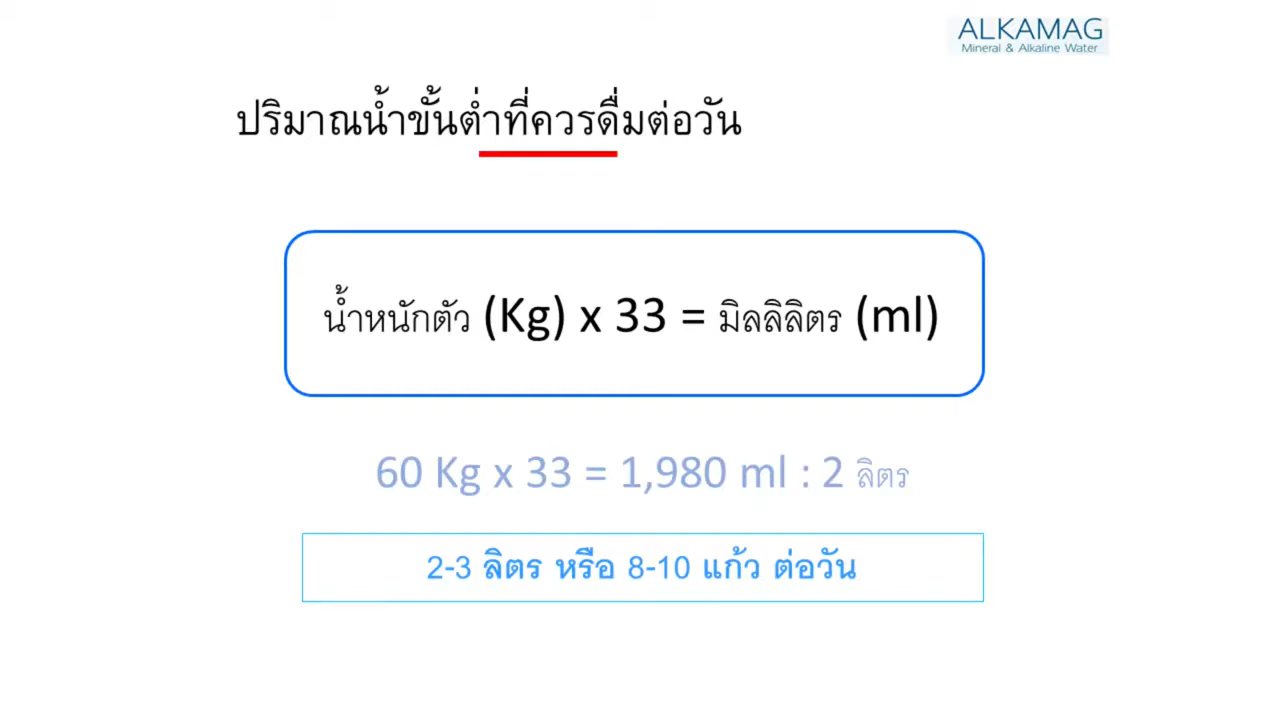 ALKAMAG
Mineral & Alkaline Water
ปริมาณน้ำขั้นต่ำที่ควรดื่มต่อวัน
น้ำหนักตัว (Kg) x 33 = มิลลิลิตร (ml)
60 Kg x 33 = 1,980 ml : 2 ลิตร
2-3 ลิตร หรือ 8-10 แก้ว ต่อวัน